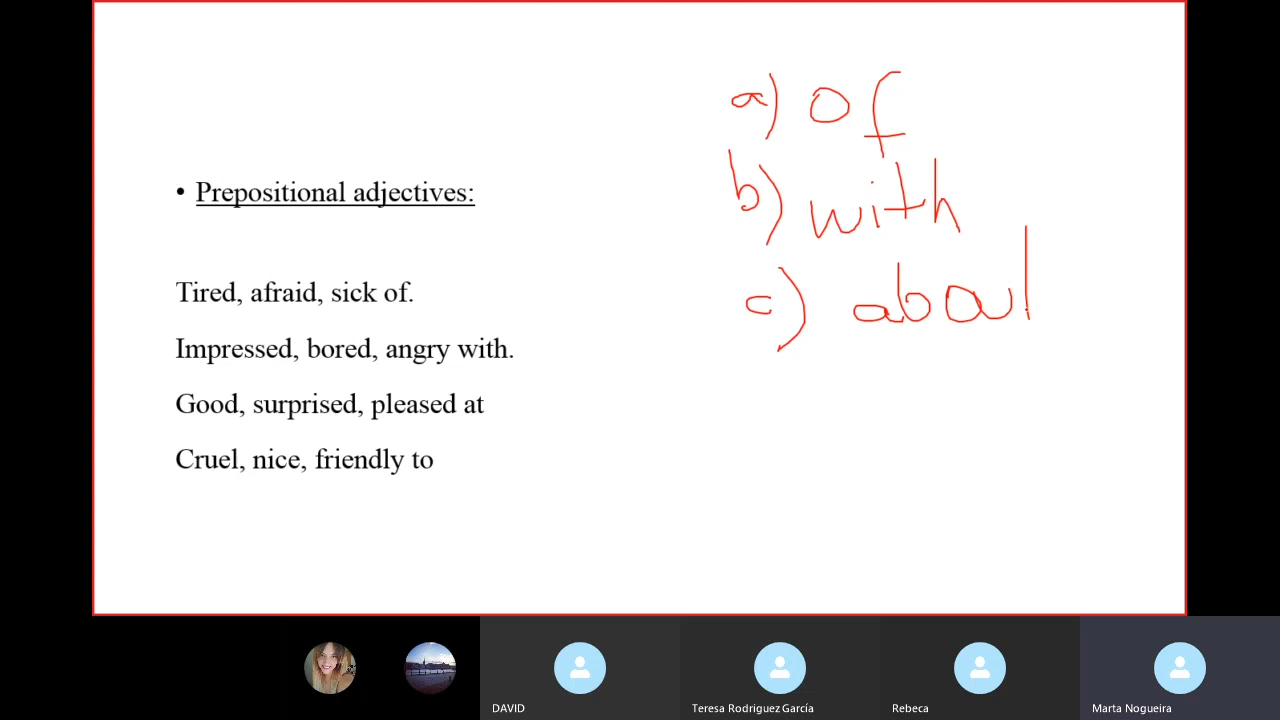 • Prepositional adjectives:
Tired, afraid, sick of.
Impressed, bored, angry with.
Good, surprised, pleased at
Cruel, nice, friendly to
a) of
b) with
c) about
DAVID
Teresa Rodriguez García
Rebeca
Marta Nogueira